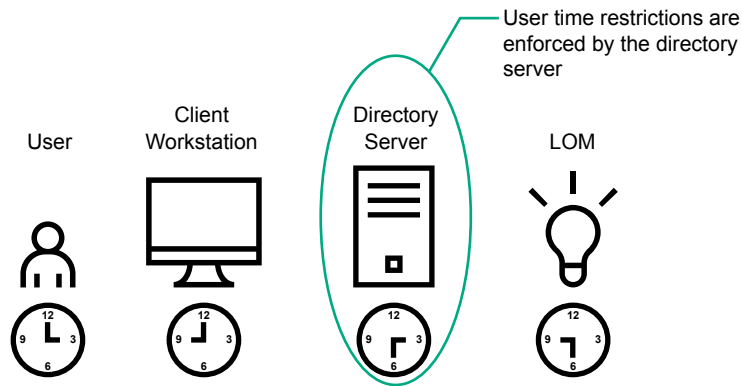 User time restrictions are
enforced by the directory
server
User
Client
Workstation
Directory
Server
LOM
12
9 3
6
12
9 3
6
12
9 3
6
12
9 3
6